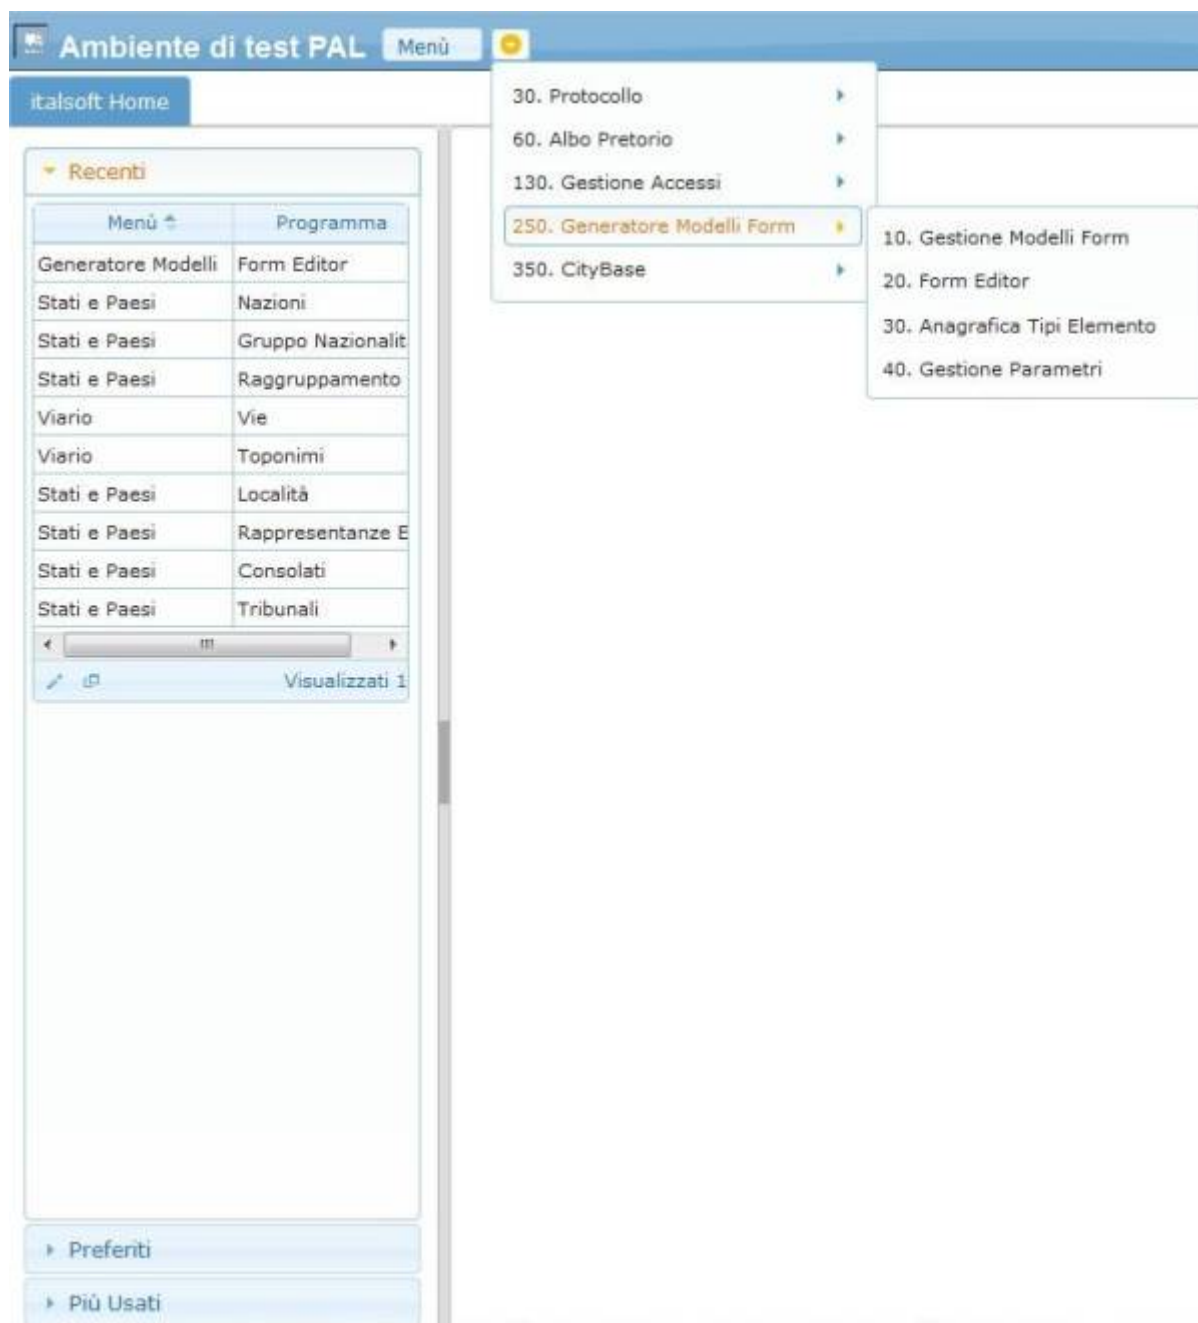 Ambiente di test PAL Menù
italsoft Home
30. Protocollo
60. Albo Pretorio
130. Gestione Accessi
250. Generatore Modelli Form
350. CityBase
10. Gestione Modelli Form
20. Form Editor
30. Anagrafica Tipi Elemento
40. Gestione Parametri
Recenti
Menù Programma
Generatore Modelli Form Editor
Stati e Paesi Nazioni
Stati e Paesi Gruppo Nazionalit
Stati e Paesi Raggruppamento
Viario Vie
Viario Toponimi
Stati e Paesi Località
Stati e Paesi Rappresentanze E
Stati e Paesi Consolati
Stati e Paesi Tribunali
Visualizzati 1
Preferiti
Più Usati